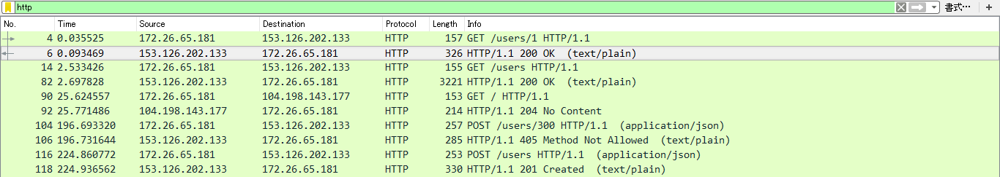 http 書式… +
No. Time Source Destination Protocol Length Info
4 0.035525 172.26.65.181 153.126.202.133 HTTP 157 GET /users/1 HTTP/1.1
6 0.093469 153.126.202.133 172.26.65.181 HTTP 326 HTTP/1.1 200 OK (text/plain)
14 2.533426 172.26.65.181 153.126.202.133 HTTP 155 GET /users HTTP/1.1
82 2.697828 153.126.202.133 172.26.65.181 HTTP 3221 HTTP/1.1 200 OK (text/plain)
90 25.624557 172.26.65.181 104.198.143.177 HTTP 153 GET / HTTP/1.1
92 25.771486 104.198.143.177 172.26.65.181 HTTP 214 HTTP/1.1 204 No Content
104 196.693320 172.26.65.181 153.126.202.133 HTTP 257 POST /users/300 HTTP/1.1 (application/json)
106 196.731644 153.126.202.133 172.26.65.181 HTTP 285 HTTP/1.1 405 Method Not Allowed (text/plain)
116 224.860772 172.26.65.181 153.126.202.133 HTTP 253 POST /users HTTP/1.1 (application/json)
118 224.936562 153.126.202.133 172.26.65.181 HTTP 330 HTTP/1.1 201 Created (text/plain)